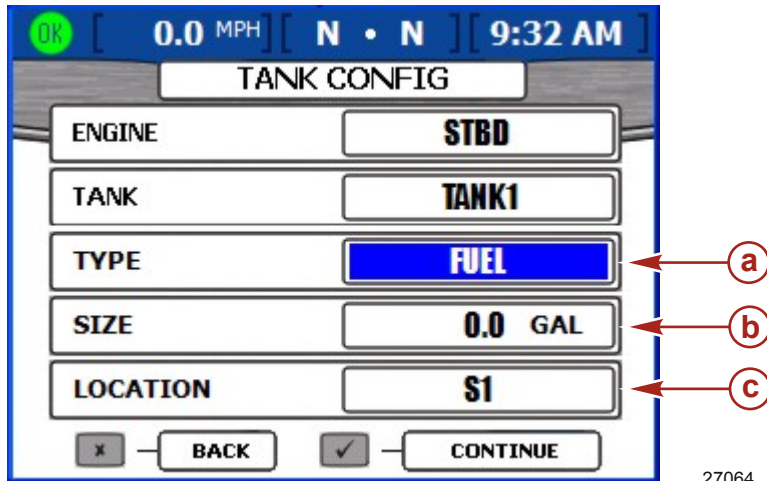 OK [ 0.0 MPH ] [ N • N ] [ 9:32 AM ]
TANK CONFIG
ENGINE STBD
TANK TANK1
TYPE FUEL a
SIZE 0.0 GAL b
LOCATION S1 c
x BACK ✓ CONTINUE
27064